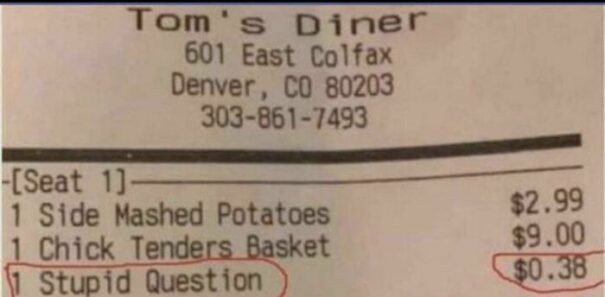 Tom's Diner
601 East Colfax
Denver, CO 80203
303-861-7493
-[Seat 1]-
1 Side Mashed Potatoes $2.99
1 Chick Tenders Basket $9.00
1 Stupid Question $0.38